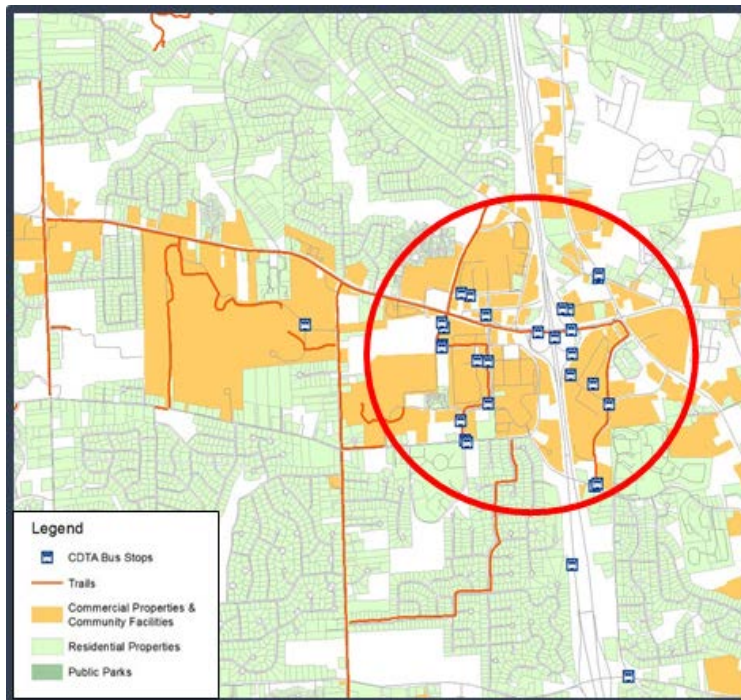 Legend
CDTA Bus Stops
Trails
Commercial Properties &
Community Facilities
Residential Properties
Public Parks